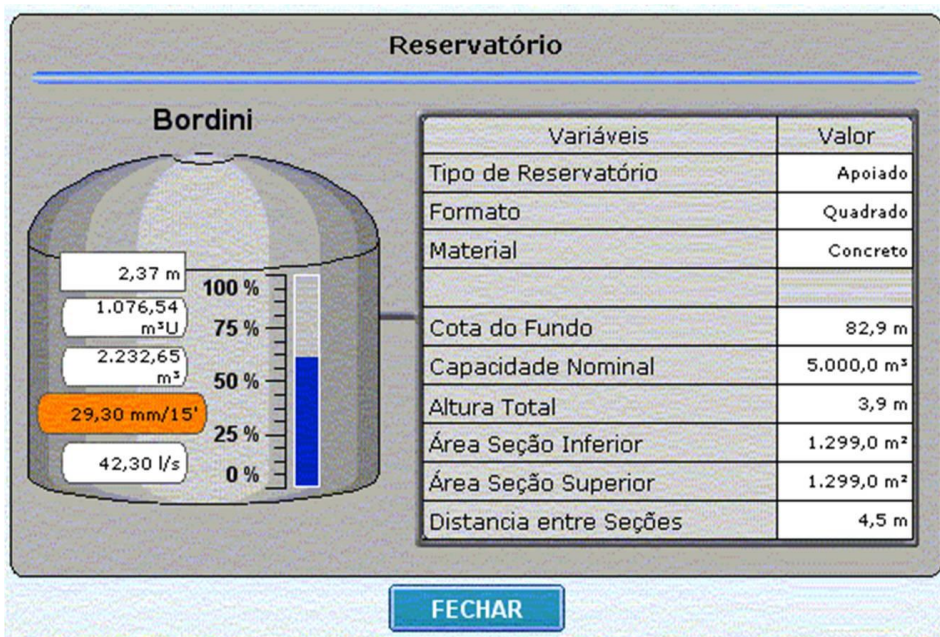 Reservatório
Bordini
2,37 m
1.076,54
m³U
2.232,65
m³
29,30 mm/15'
42,30 l/s
100 %
75 %
50 %
25 %
0 %
Variáveis Valor
Tipo de Reservatório Apoiado
Formato Quadrado
Material Concreto
Cota do Fundo 82,9 m
Capacidade Nominal 5.000,0 m³
Altura Total 3,9 m
Área Seção Inferior 1.299,0 m²
Área Seção Superior 1.299,0 m²
Distancia entre Seções 4,5 m
FECHAR